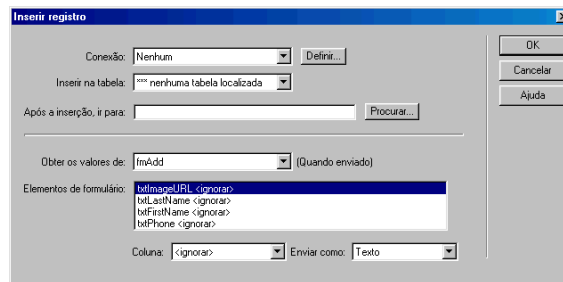 Inserir registro
Conexão: Nenhum Definir... OK
Inserir na tabela: *** nenhuma tabela localizada Cancelar
Após a inserção, ir para: Procurar... Ajuda
Obter os valores de: fmAdd (Quando enviado)
Elementos de formulário: txtImageURL <ignorar>
txtLastName <ignorar>
txtFirstName <ignorar>
txtPhone <ignorar>
Coluna: <ignorar> Enviar como: Texto